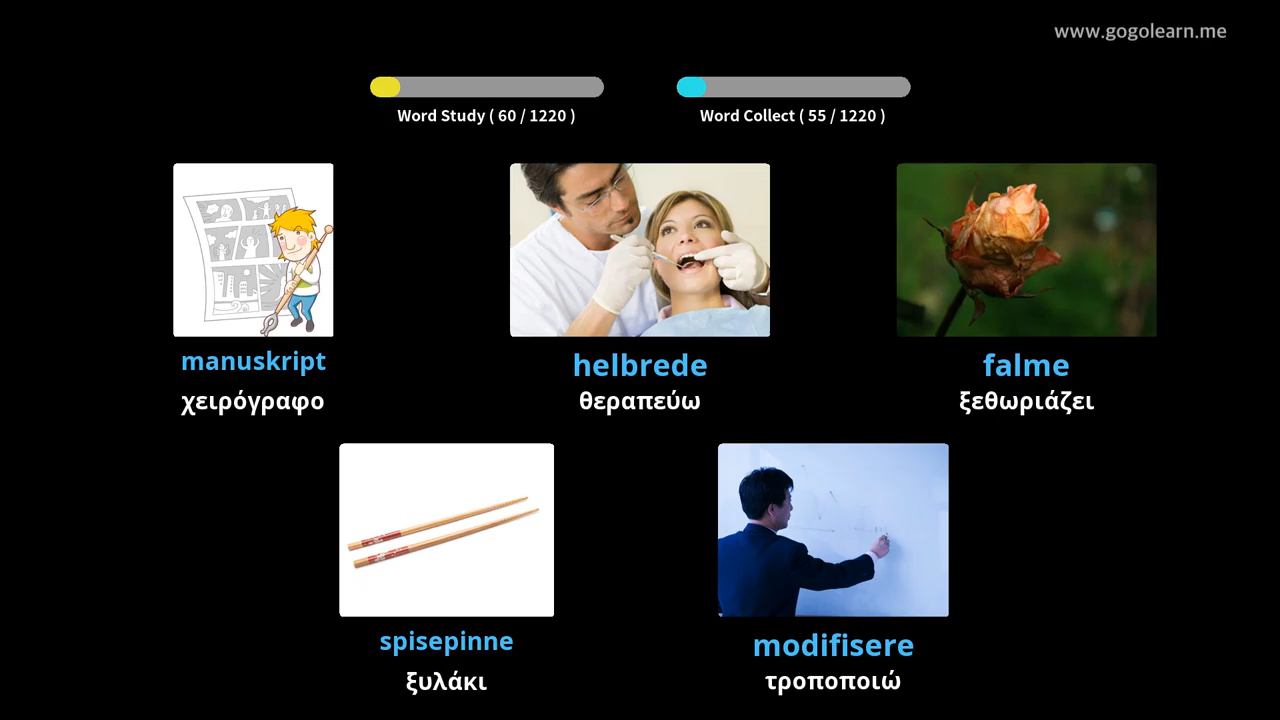 www.gogolearn.me
Word Study ( 60 / 1220 )
Word Collect ( 55 / 1220 )
manuskript
χειρόγραφο
helbrede
θεραπεύω
falme
ξεθωριάζει
spisepinne
ξυλάκι
modifisere
τροποποιώ